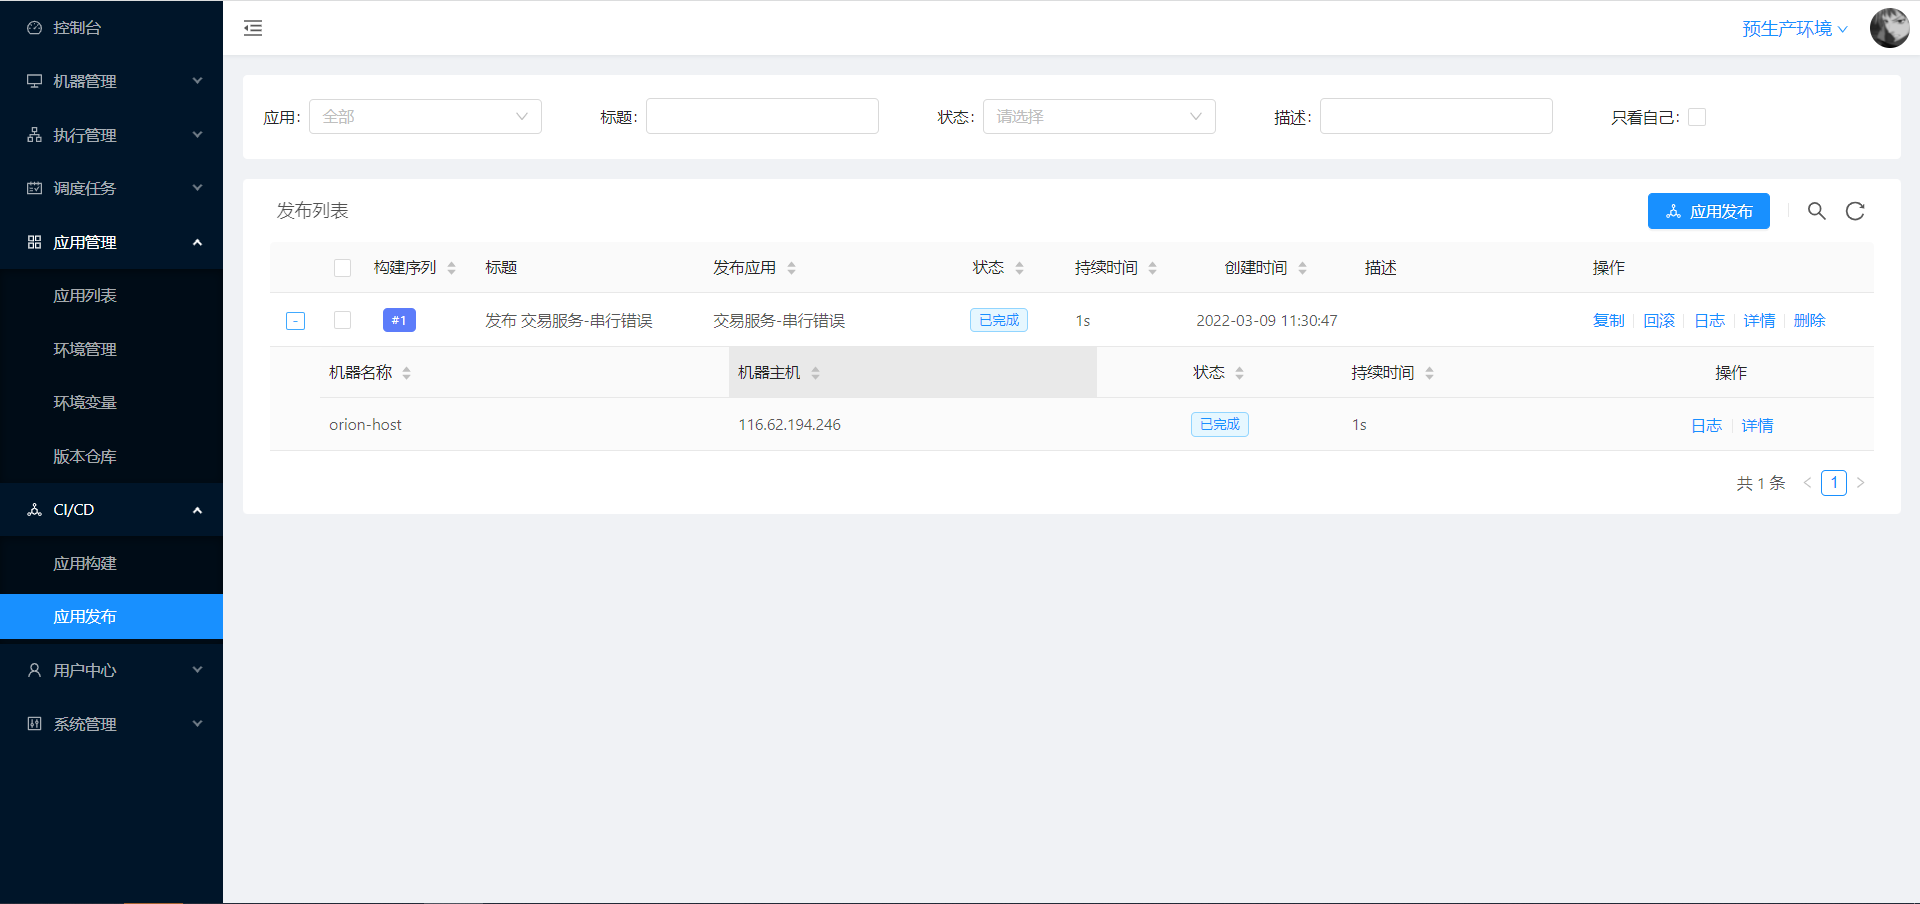 控制台
机器管理
执行管理
调度任务
应用管理
应用列表
环境管理
环境变量
版本仓库
CI/CD
应用构建
应用发布
用户中心
系统管理
预生产环境
应用: 全部 标题: 状态: 请选择 描述: 只看自己:
发布列表 应用发布
构建序列 标题 发布应用 状态 持续时间 创建时间 描述 操作
#1 发布 交易服务-串行错误 交易服务-串行错误 已完成 1s 2022-03-09 11:30:47 复制 回滚 日志 详情 删除
机器名称 机器主机 状态 持续时间 操作
orion-host 116.62.194.246 已完成 1s 日志 详情
共 1 条 < 1 >